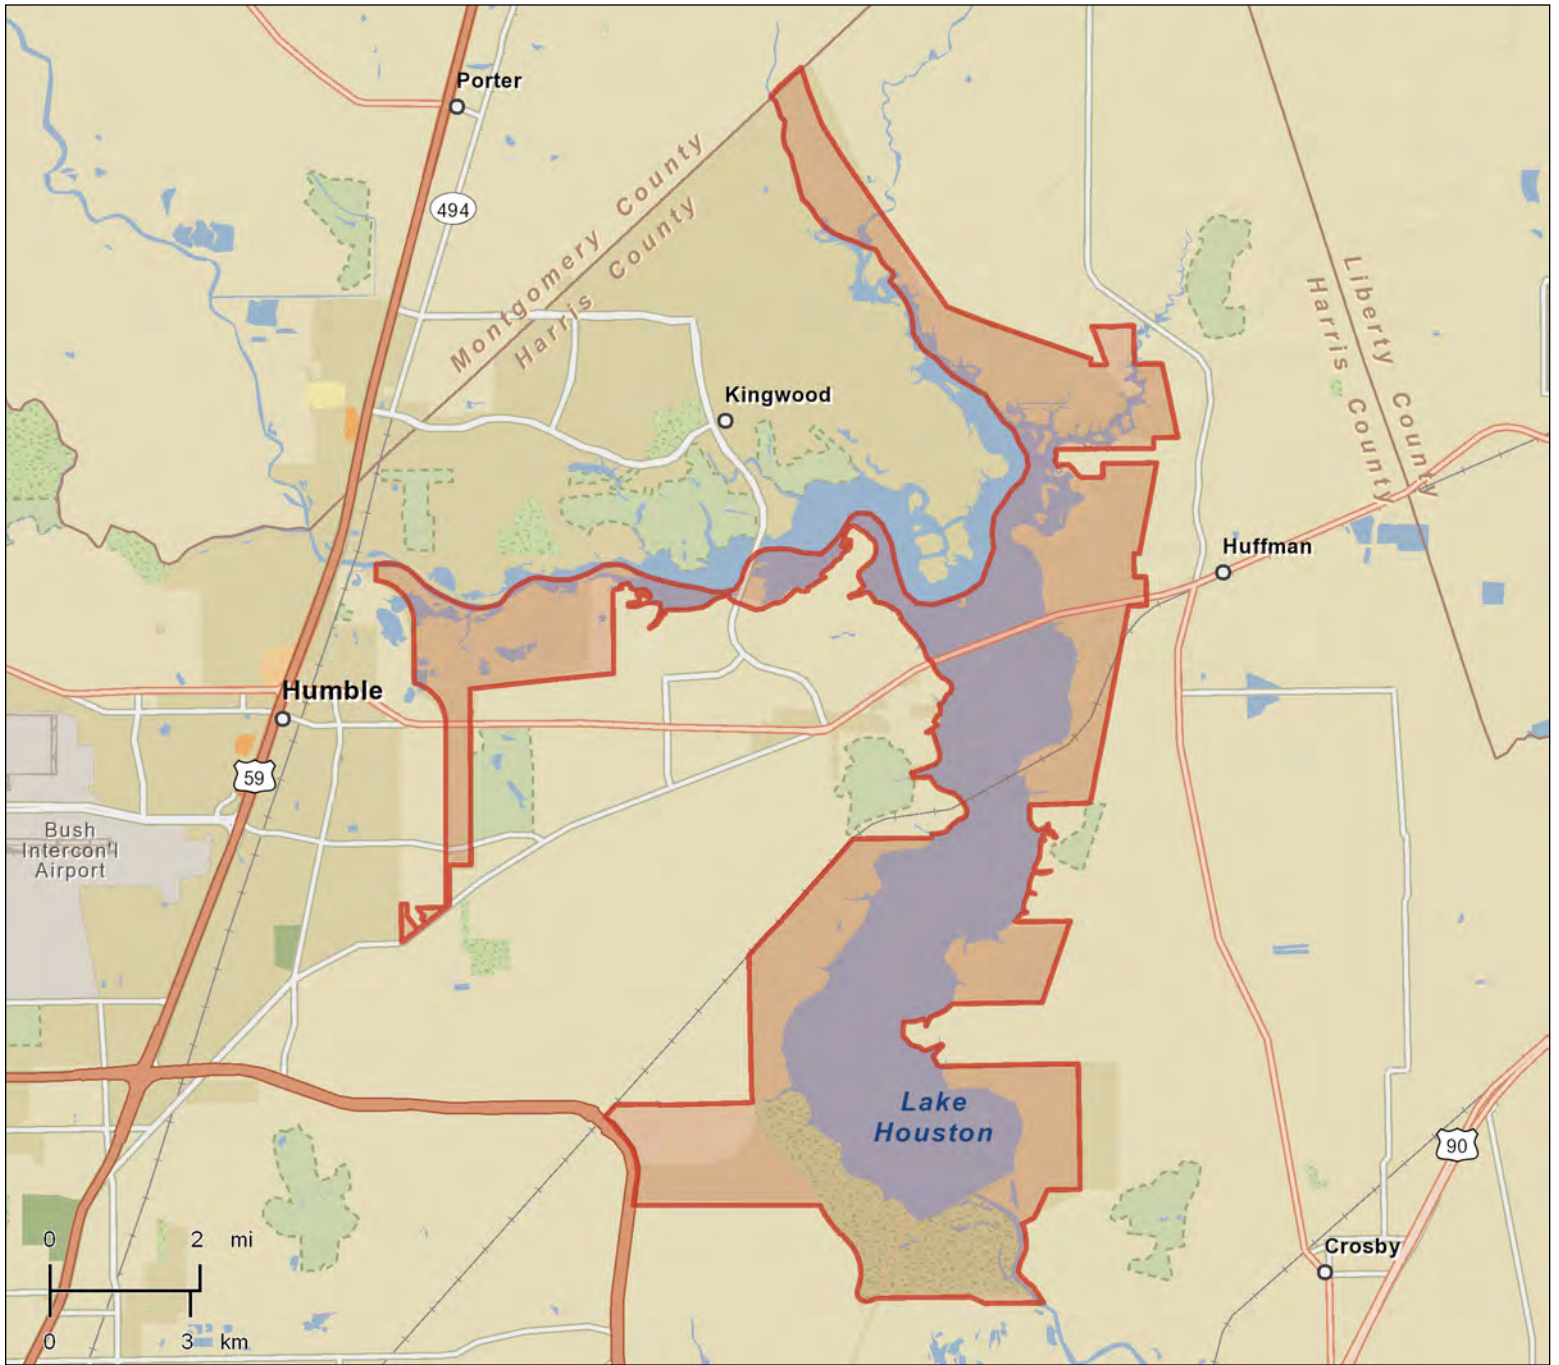 Porter
494
Montgomery County
Harris County
Liberty County
Harris County
Kingwood
Huffman
Humble
59
Bush
Intercon'l
Airport
Lake
Houston
90
Crosby
0 2 mi
0 3 km